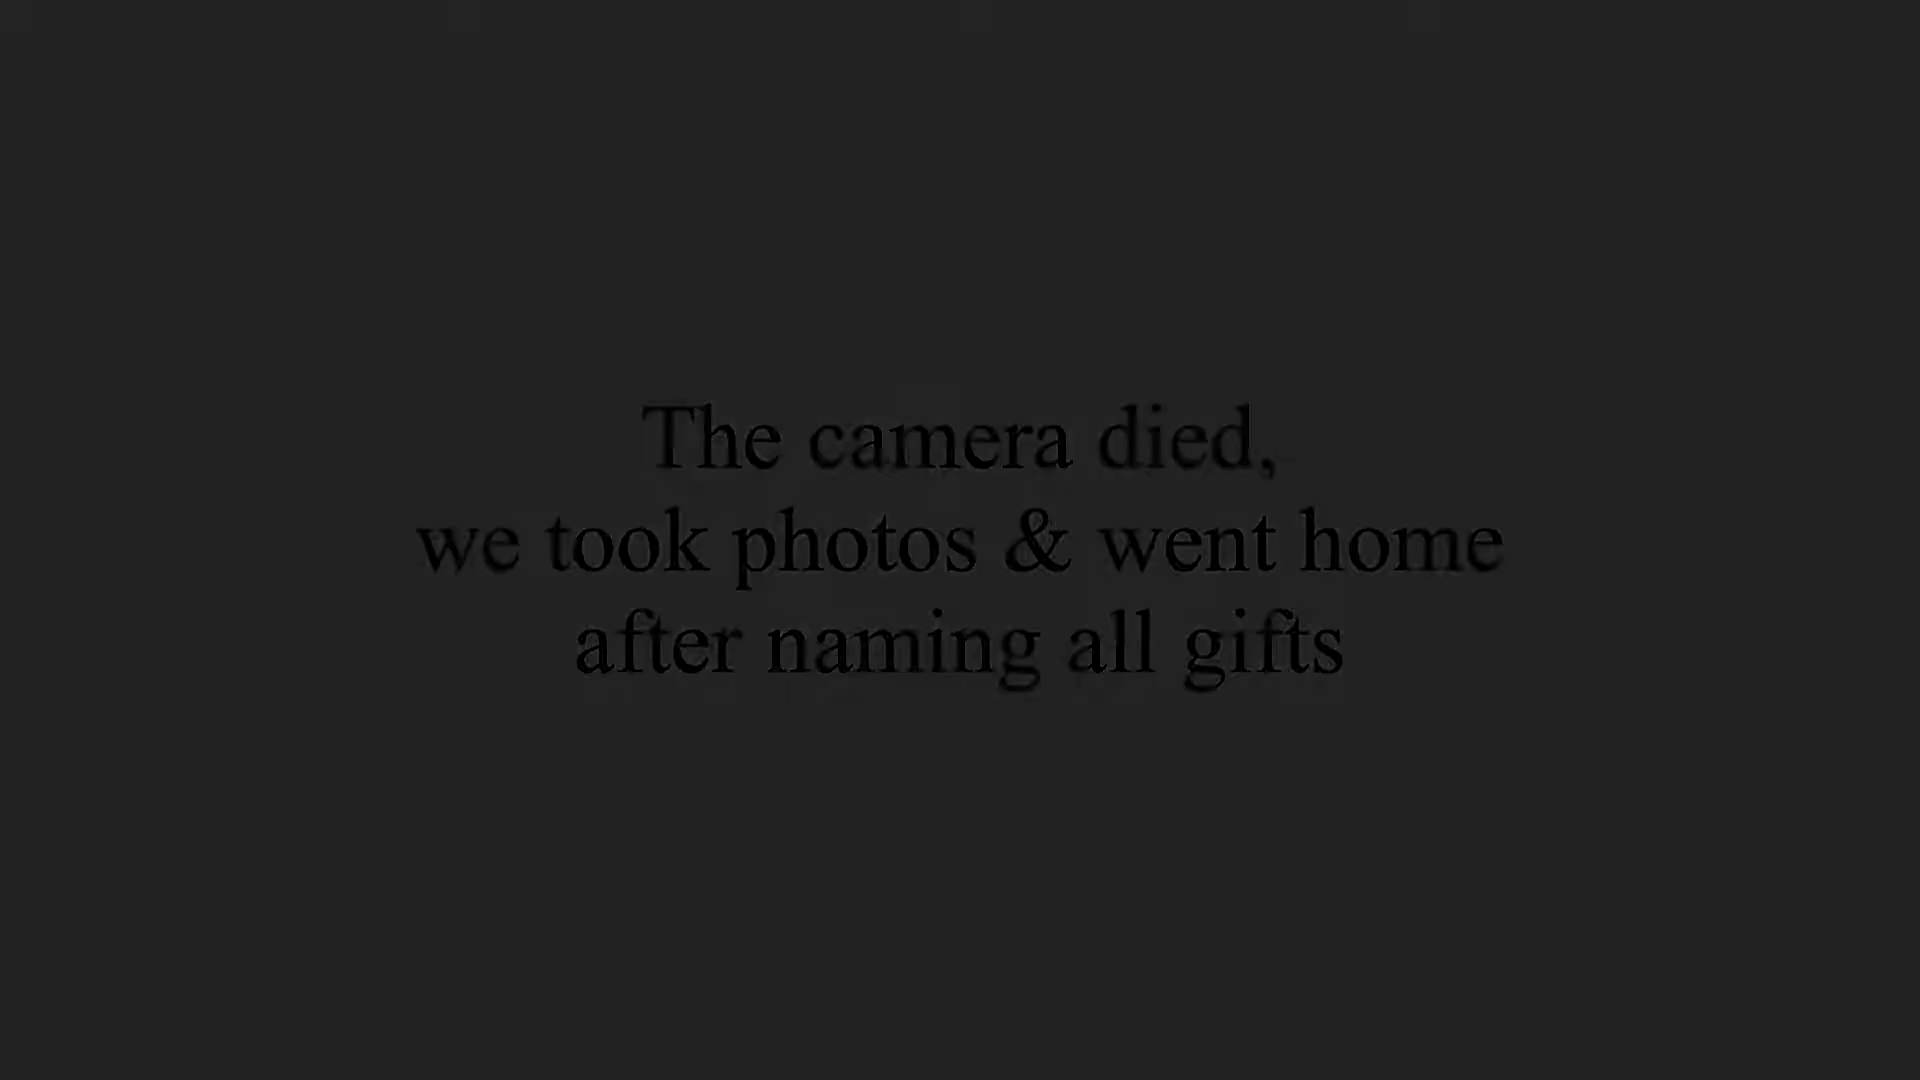 The camera died,
we took photos & went home
after naming all gifts